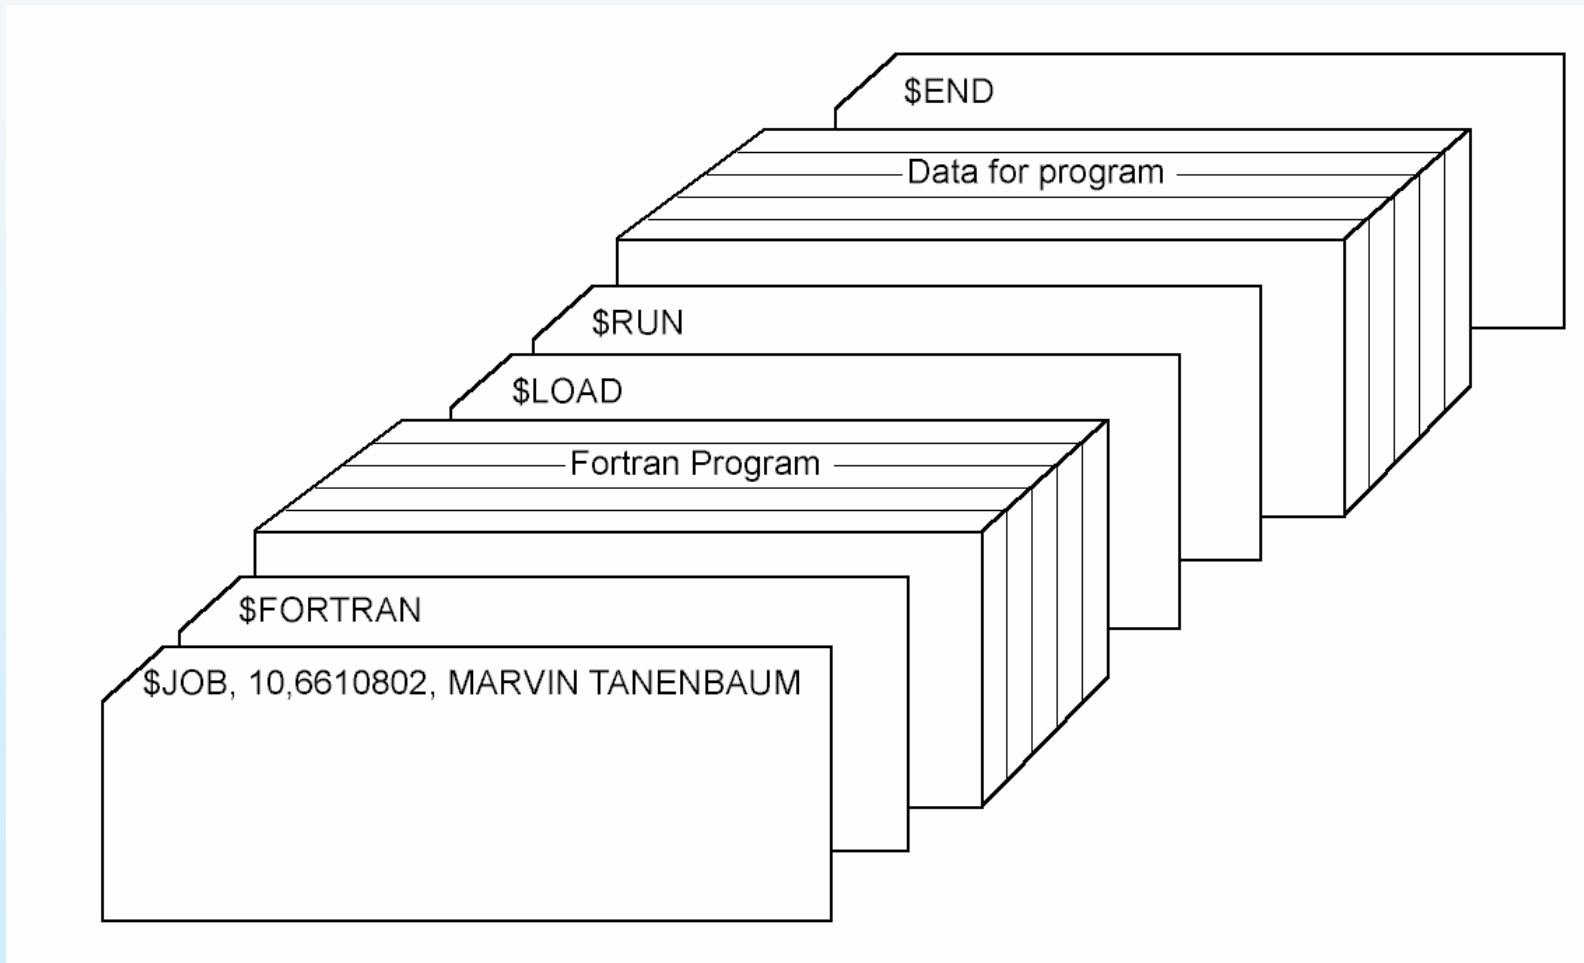 $END
Data for program
$RUN
$LOAD
Fortran Program
$FORTRAN
$JOB, 10,6610802, MARVIN TANENBAUM